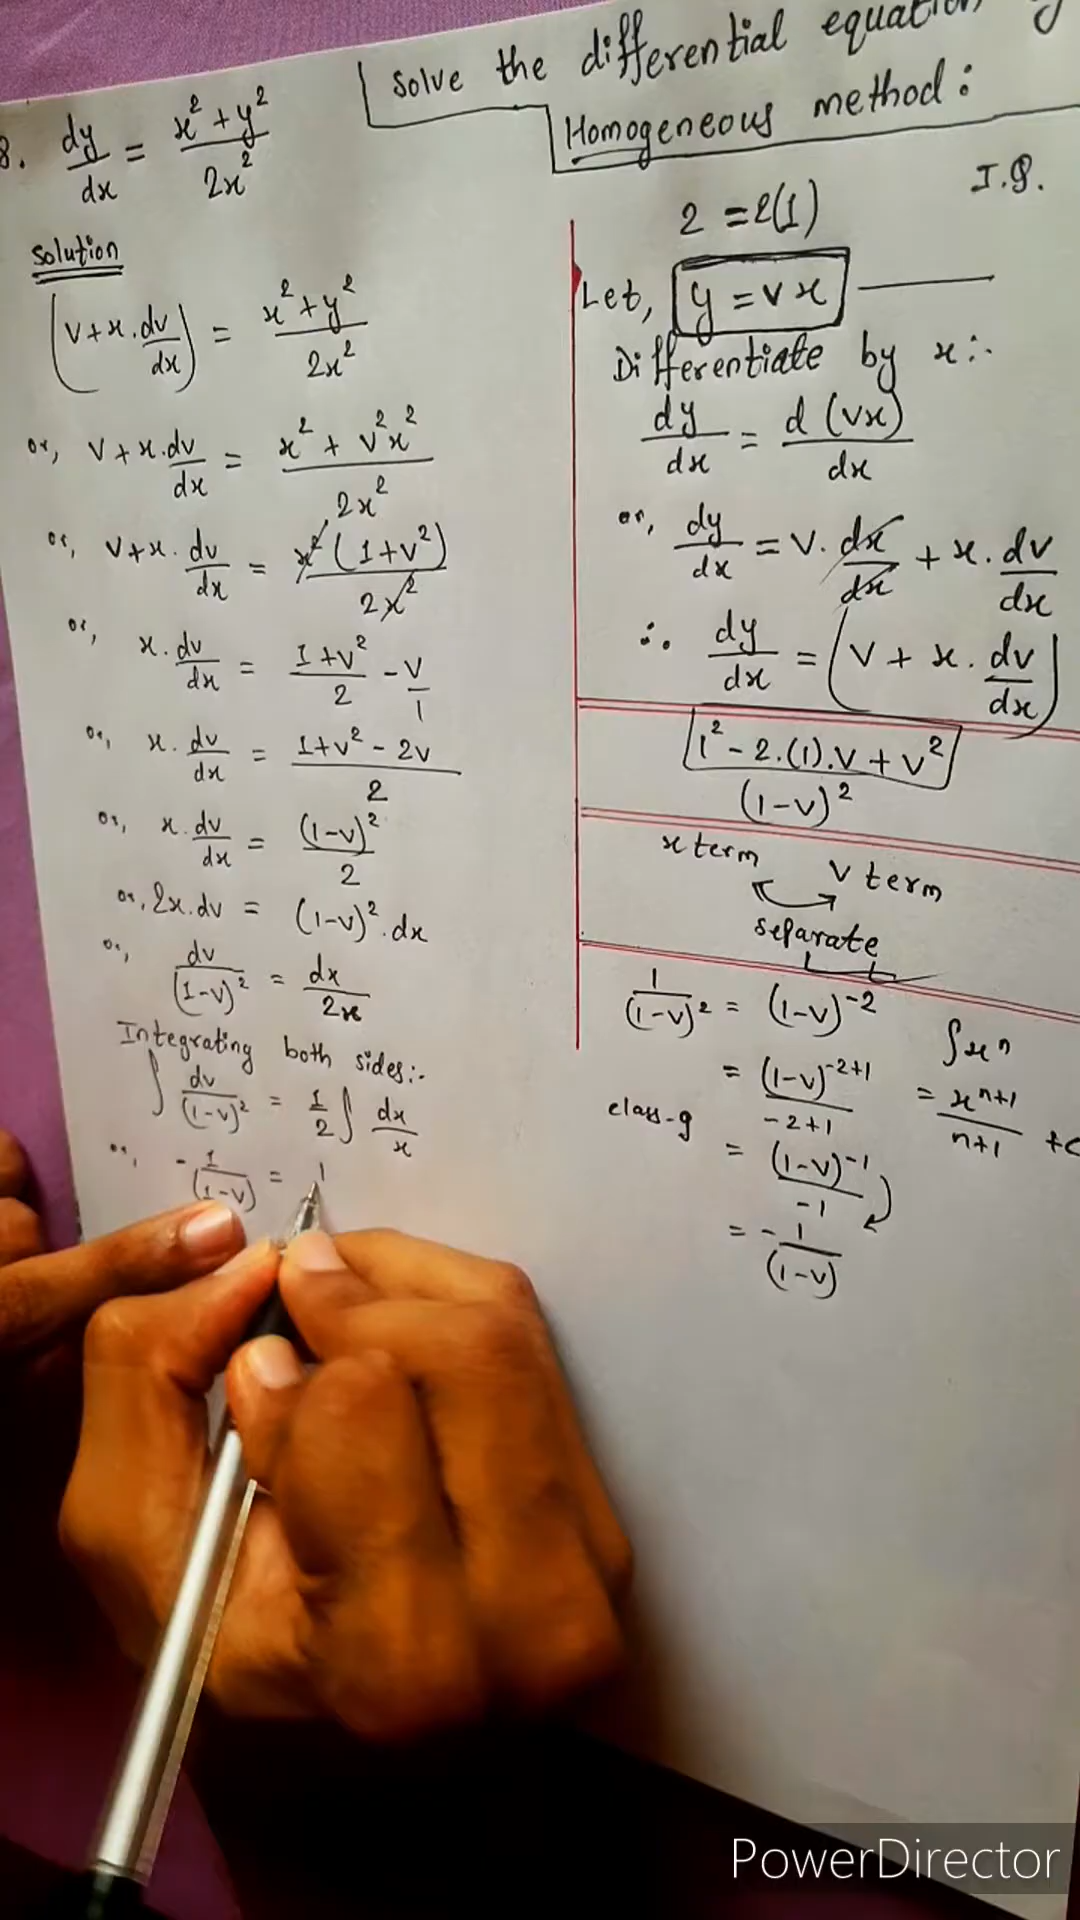 Solve the differential equation
Homogeneous method:
I.Q.
8. dy/dx = x² + y² / 2x²
Solution
(v + x . dv/dx) = x² + y² / 2x²
or, v + x . dv/dx = x² + v²x² / 2x²
or, v + x . dv/dx = x² (1 + v²) / 2x²
or, x . dv/dx = 1 + v² / 2 - v/1
or, x . dv/dx = 1 + v² - 2v / 2
or, x . dv/dx = (1-v)² / 2
or, 2x . dv = (1-v)² . dx
or, dv/(1-v)² = dx/2x
Integrating both sides:-
∫ dv/(1-v)² = 1/2 ∫ dx/x
or, - 1/(1-v) = 1
2 = 2(1)
Let, y = vx
Differentiate by x:-
dy/dx = d(vx)/dx
or, dy/dx = v . dx/dx + x . dv/dx
∴ dy/dx = (v + x . dv/dx)
1² - 2.(1).v + v²
(1-v)²
x term v term
separate
1/(1-v)² = (1-v)⁻²
= (1-v)⁻²⁺¹ / -2+1
= (1-v)⁻¹ / -1
= - 1/(1-v)
class-9
∫xⁿ
= xⁿ⁺¹ / n+1 + c
PowerDirector